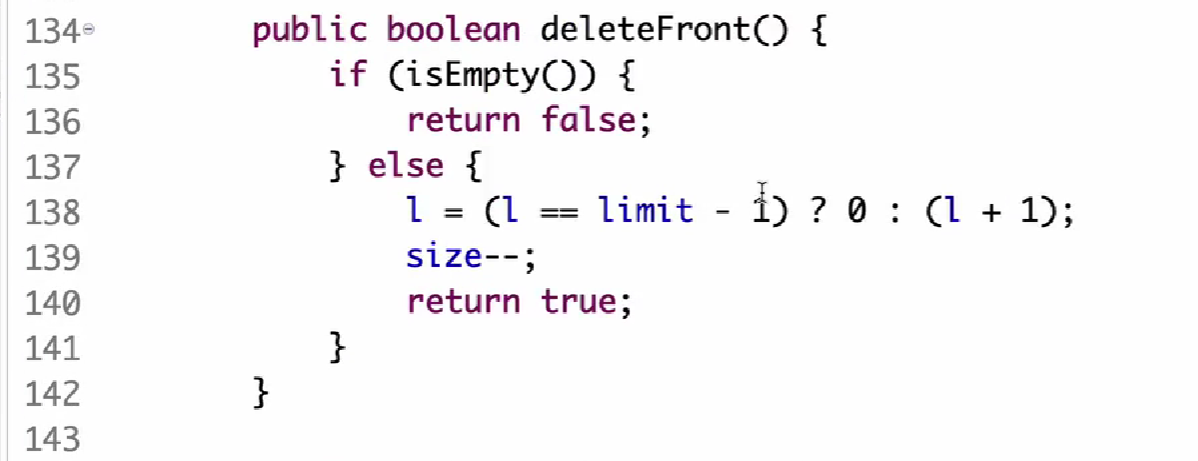 134 public boolean deleteFront() {
135 if (isEmpty()) {
136 return false;
137 } else {
138 l = (l == limit - 1) ? 0 : (l + 1);
139 size--;
140 return true;
141 }
142 }
143